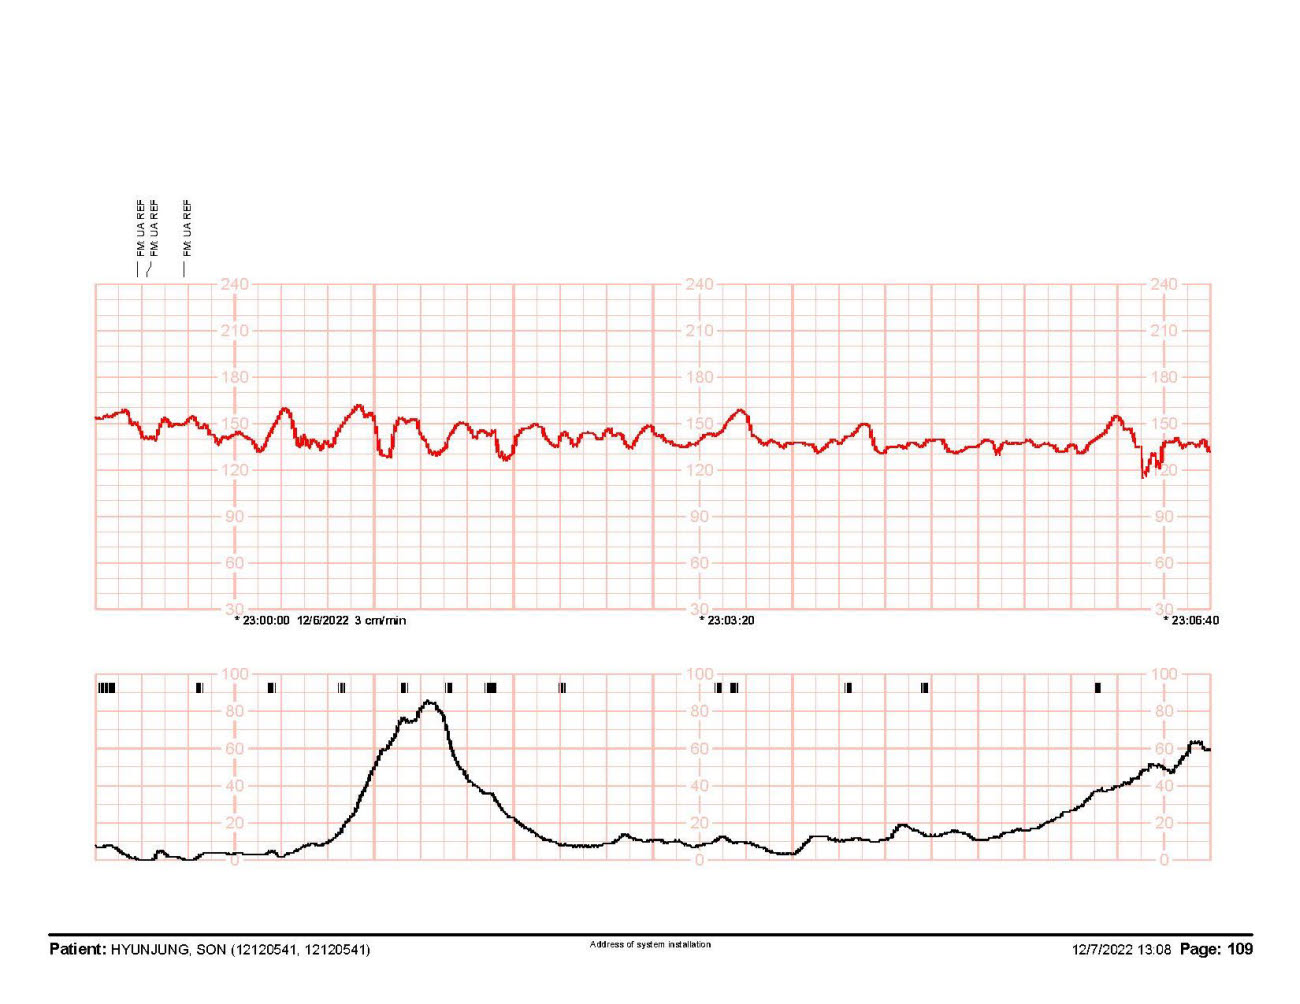 FM: UA REF
FM: UA REF
FM: UA REF
240 240 240
210 210 210
180 180 180
150 150 150
120 120 120
90 90 90
60 60 60
30 30 30
* 23:00:00 12/6/2022 3 cm/min * 23:03:20 * 23:06:40
100 100 100
80 80 80
60 60 60
40 40 40
20 20 20
0 0 0
Patient: HYUNJUNG, SON (12120541, 12120541) Address of system installation 12/7/2022 13:08 Page: 109